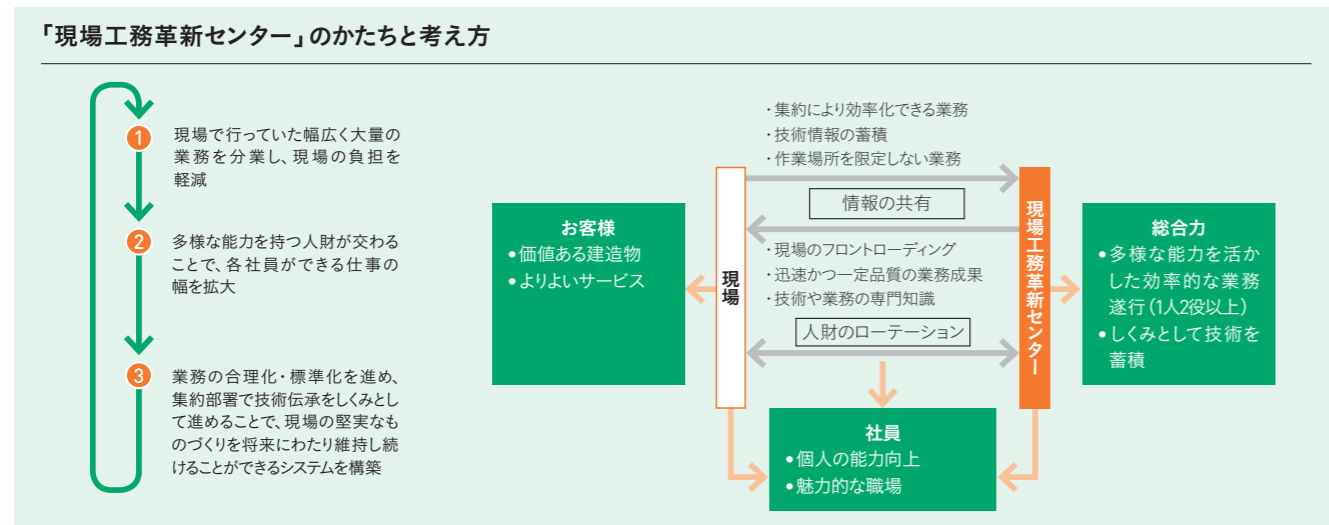 「現場工務革新センター」のかたちと考え方
1
現場で行っていた幅広く大量の
業務を分業し、現場の負担を
軽減
2
多様な能力を持つ人財が交わる
ことで、各社員ができる仕事の
幅を拡大
3
業務の合理化・標準化を進め、
集約部署で技術伝承をしくみとし
て進めることで、現場の堅実なも
のづくりを将来にわたり維持し続
けることができるシステムを構築
お客様
•価値ある建造物
•よりよいサービス
現場
・集約により効率化できる業務
・技術情報の蓄積
・作業場所を限定しない業務
情報の共有
・現場のフロントローディング
・迅速かつ一定品質の業務成果
・技術や業務の専門知識
人財のローテーション
現場工務革新センター
総合力
•多様な能力を活か
した効率的な業務
遂行(1人2役以上)
•しくみとして技術を
蓄積
社員
•個人の能力向上
•魅力的な職場